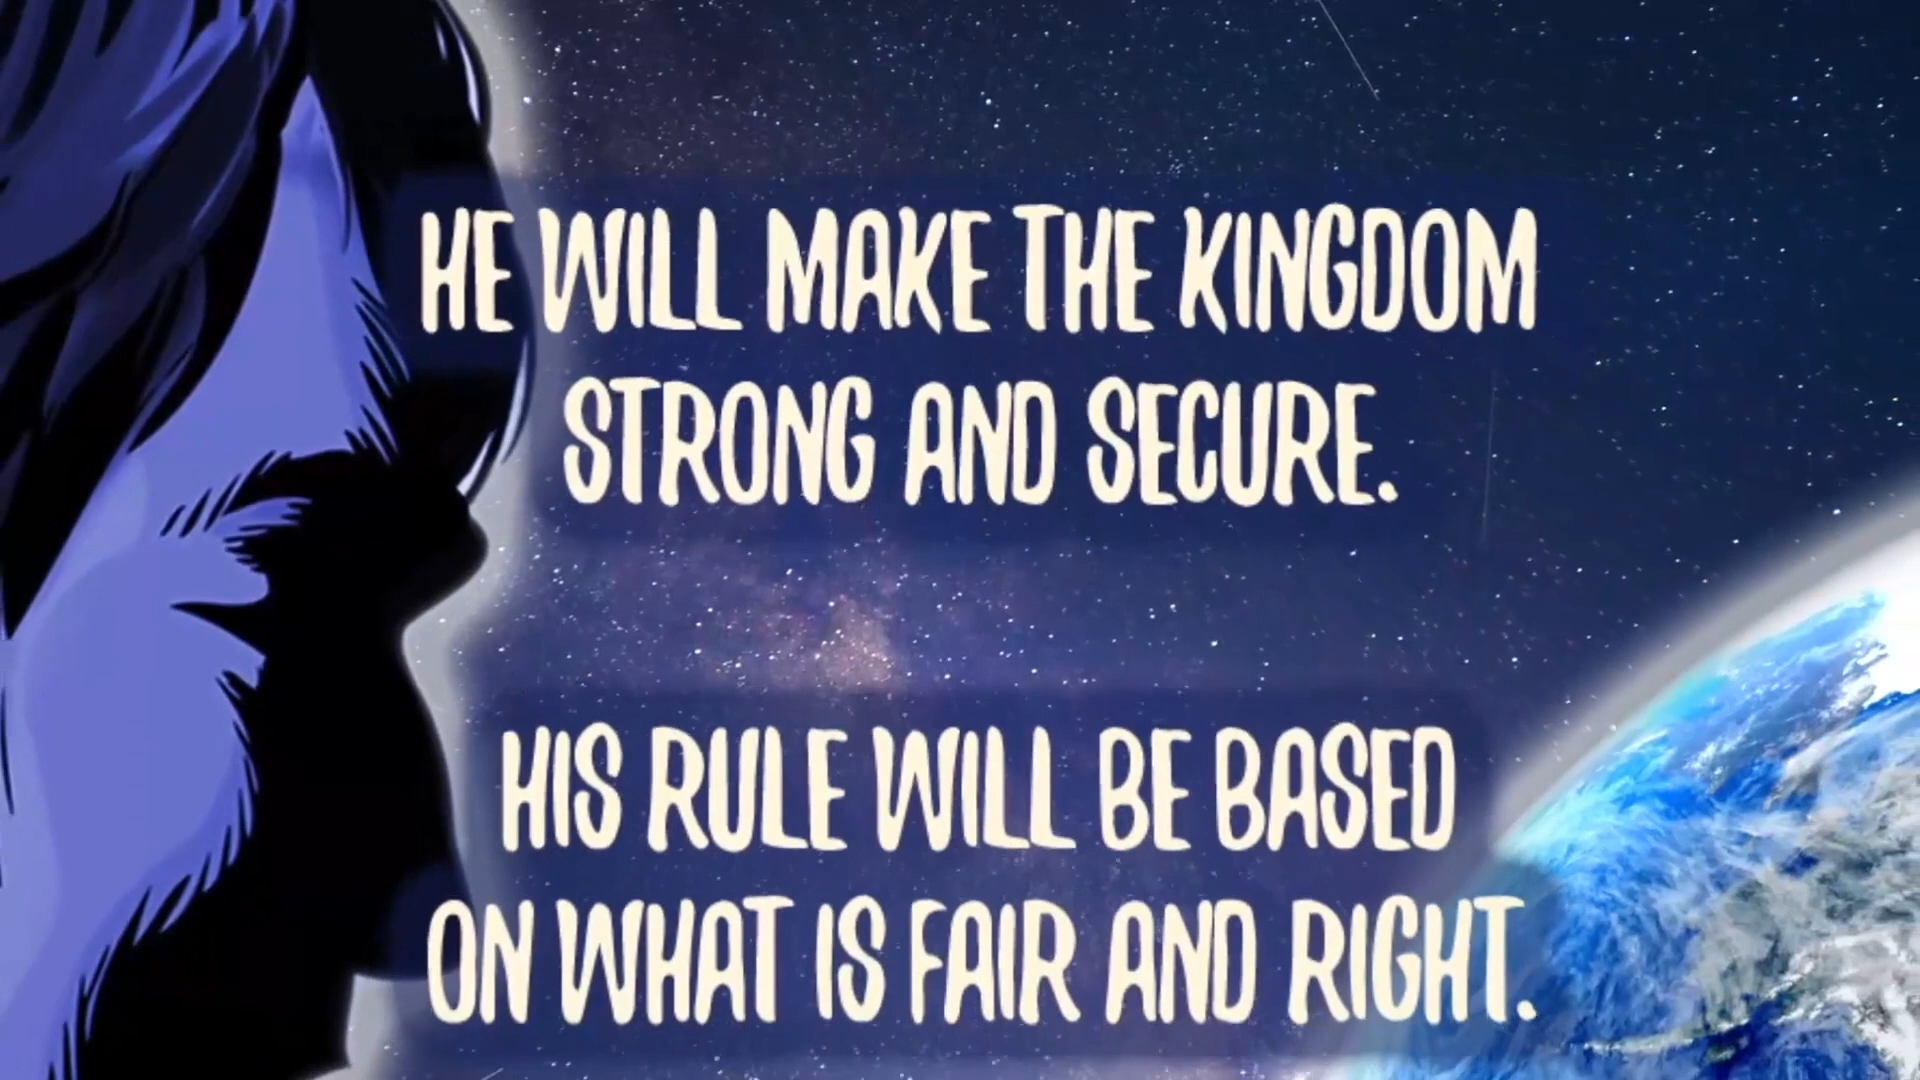 HE WILL MAKE THE KINGDOM
STRONG AND SECURE.
HIS RULE WILL BE BASED
ON WHAT IS FAIR AND RIGHT.